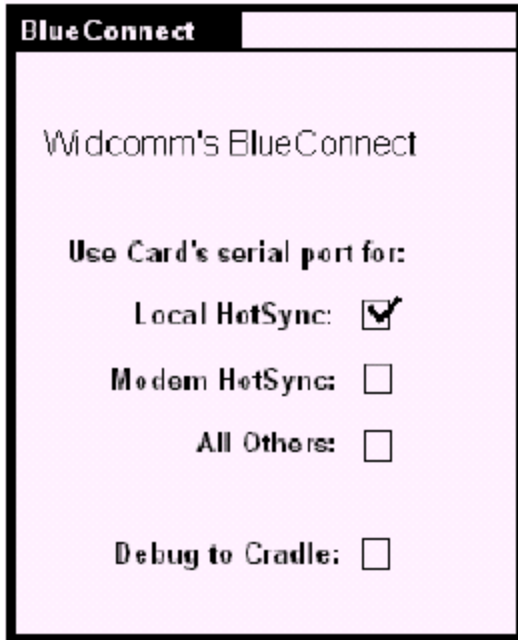 BlueConnect
Widcomm's BlueConnect
Use Card's serial port for:
Local HotSync:
Modem HotSync:
All Others:
Debug to Cradle: